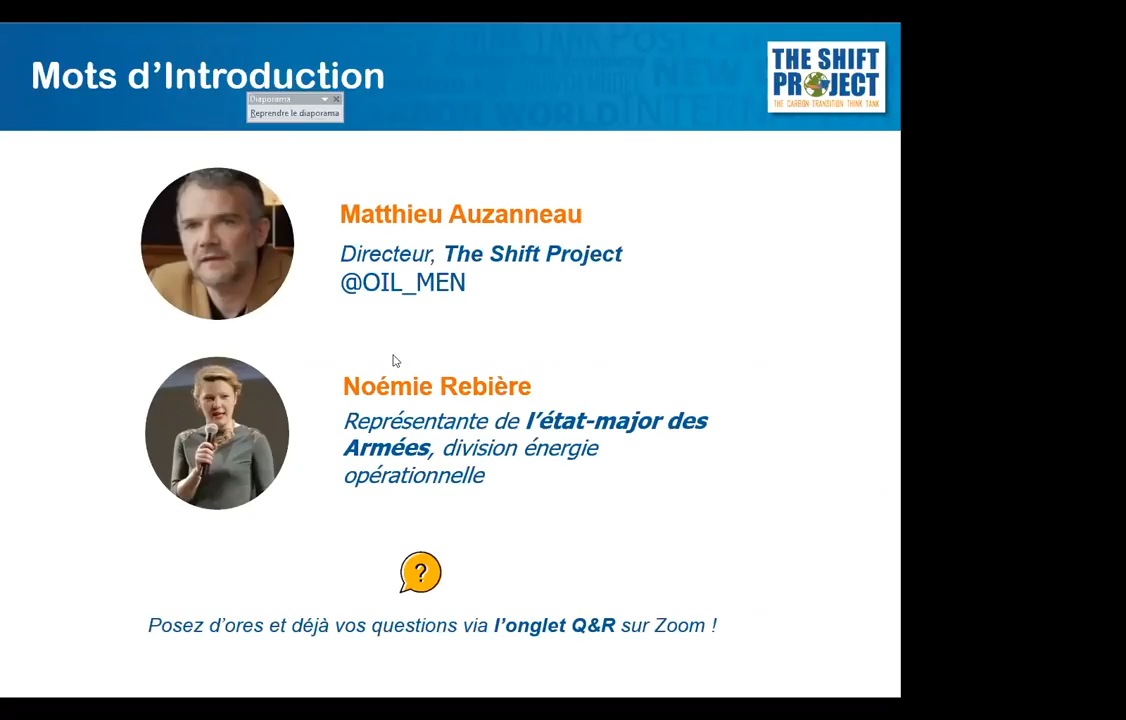 Mots d’Introduction
THE SHIFT
PROJECT
THE CARBON TRANSITION THINK TANK
Diaporama
Reprendre le diaporama
Matthieu Auzanneau
Directeur, The Shift Project
@OIL_MEN
Noémie Rebière
Représentante de l’état-major des
Armées, division énergie
opérationnelle
?
Posez d’ores et déjà vos questions via l’onglet Q&R sur Zoom !